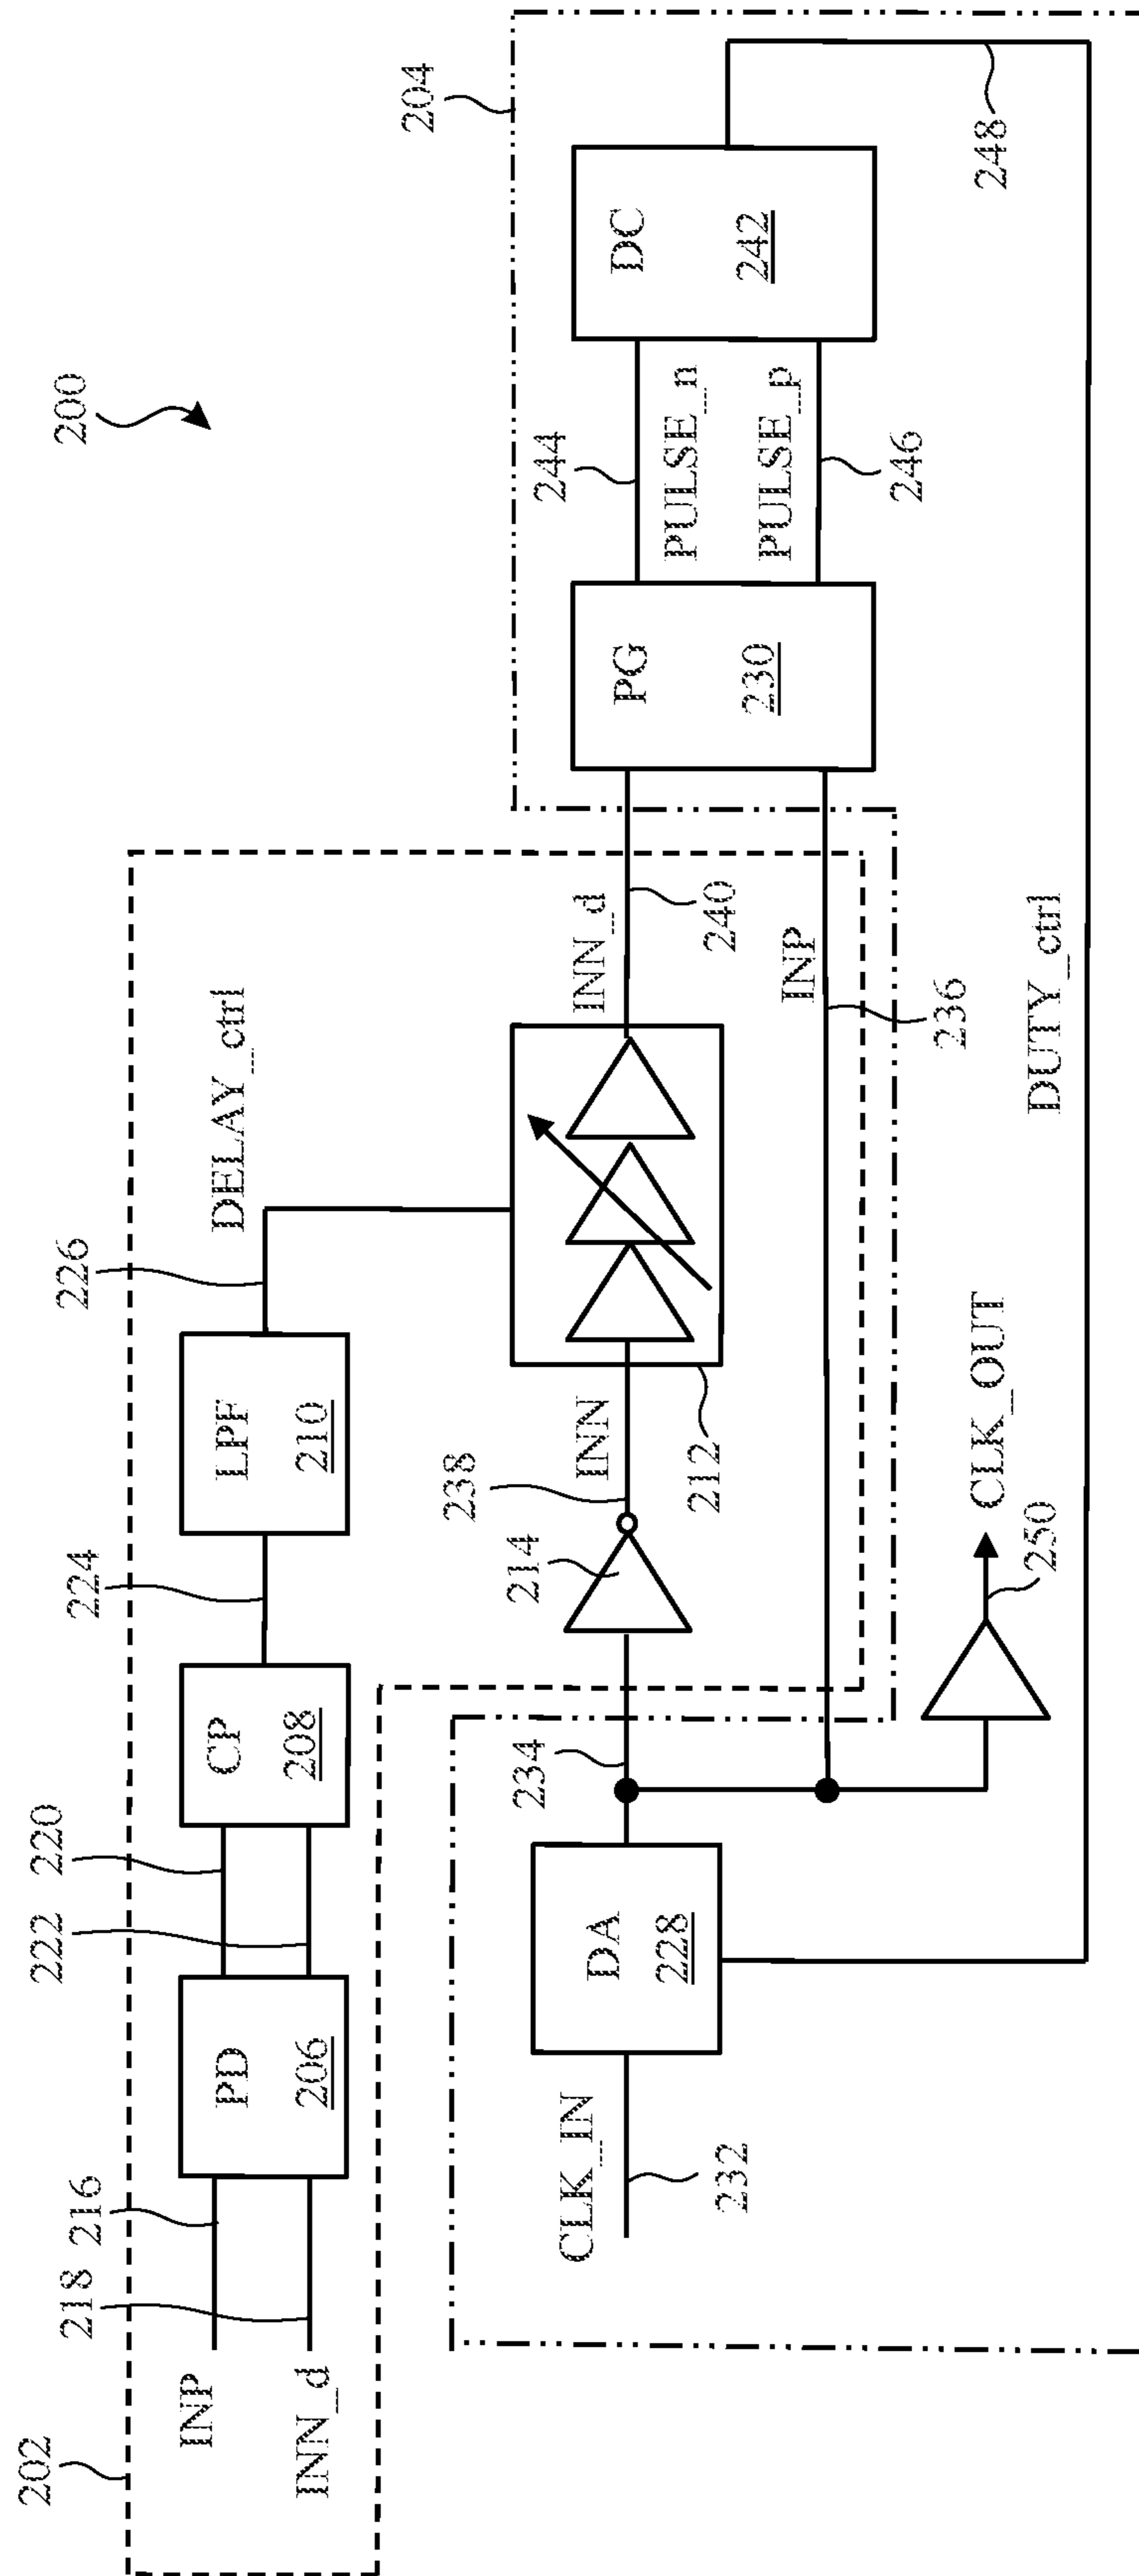 200
202
INP
INN_d
216
218
PD
206
220
222
CP
208
224
LPF
210
226
DELAY_ctrl
204
CLK_IN
232
DA
228
234
214
238
INN
212
INN_d
240
INP
236
PG
230
244
PULSE_n
PULSE_p
246
DC
242
248
CLK_OUT
250
DUTY_ctrl